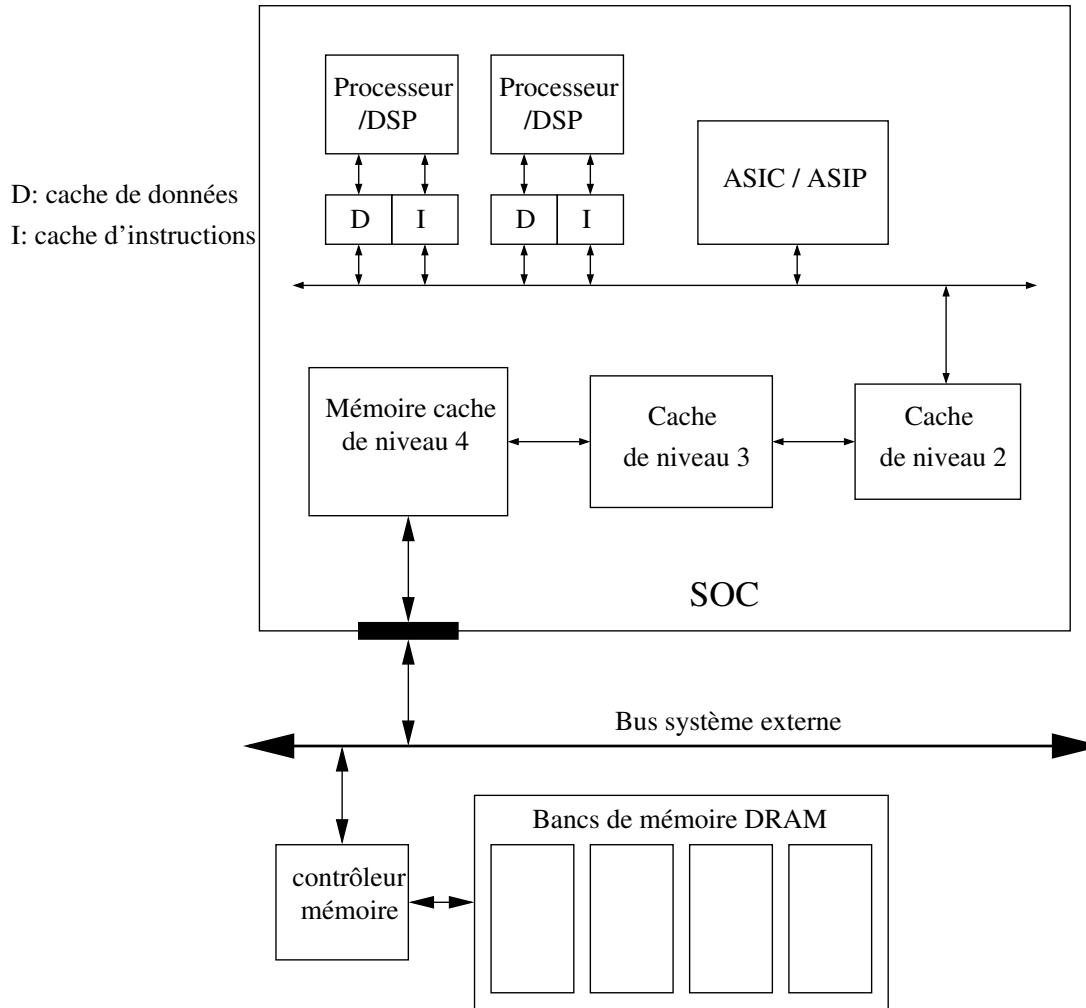 Processeur
/DSP
Processeur
/DSP
ASIC / ASIP
D: cache de données
I: cache d'instructions
D
I
D
I
Mémoire cache
de niveau 4
Cache
de niveau 3
Cache
de niveau 2
SOC
Bus système externe
Bancs de mémoire DRAM
contrôleur
mémoire